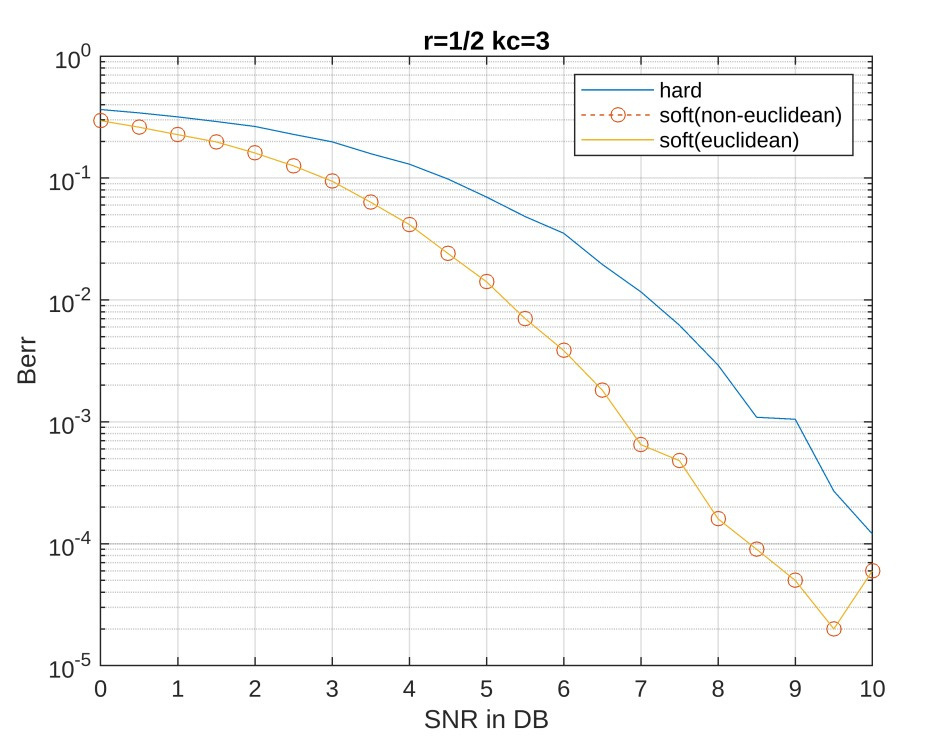 r=1/2 kc=3
hard
soft(non-euclidean)
soft(euclidean)
10^0
10^-1
10^-2
10^-3
10^-4
10^-5
Berr
0 1 2 3 4 5 6 7 8 9 10
SNR in DB